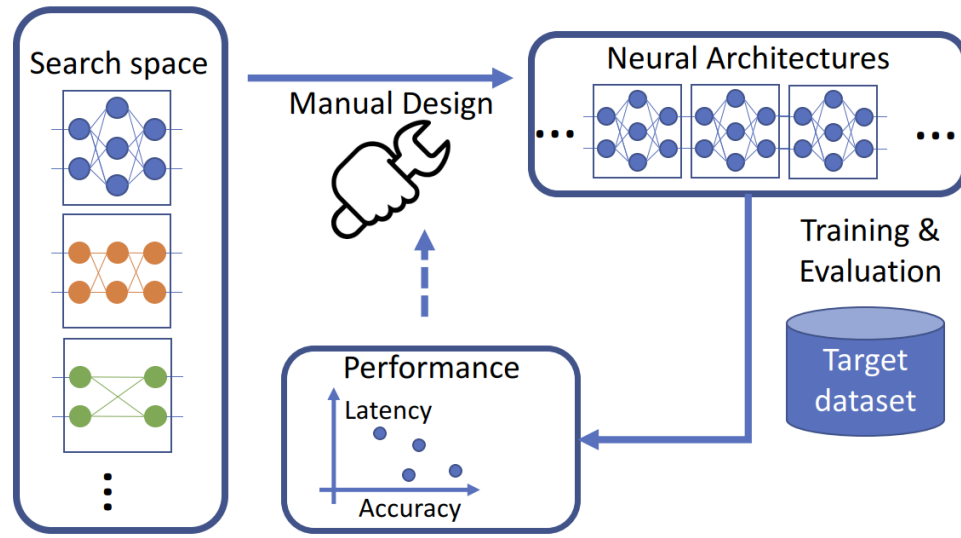 Search space
Manual Design
Neural Architectures
Training &
Evaluation
Target
dataset
Performance
Latency
Accuracy